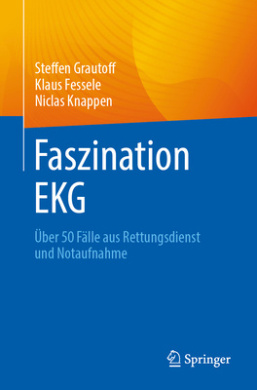 Steffen Grautoff
Klaus Fessele
Niclas Knappen
Faszination
EKG
Über 50 Fälle aus Rettungsdienst
und Notaufnahme
Springer